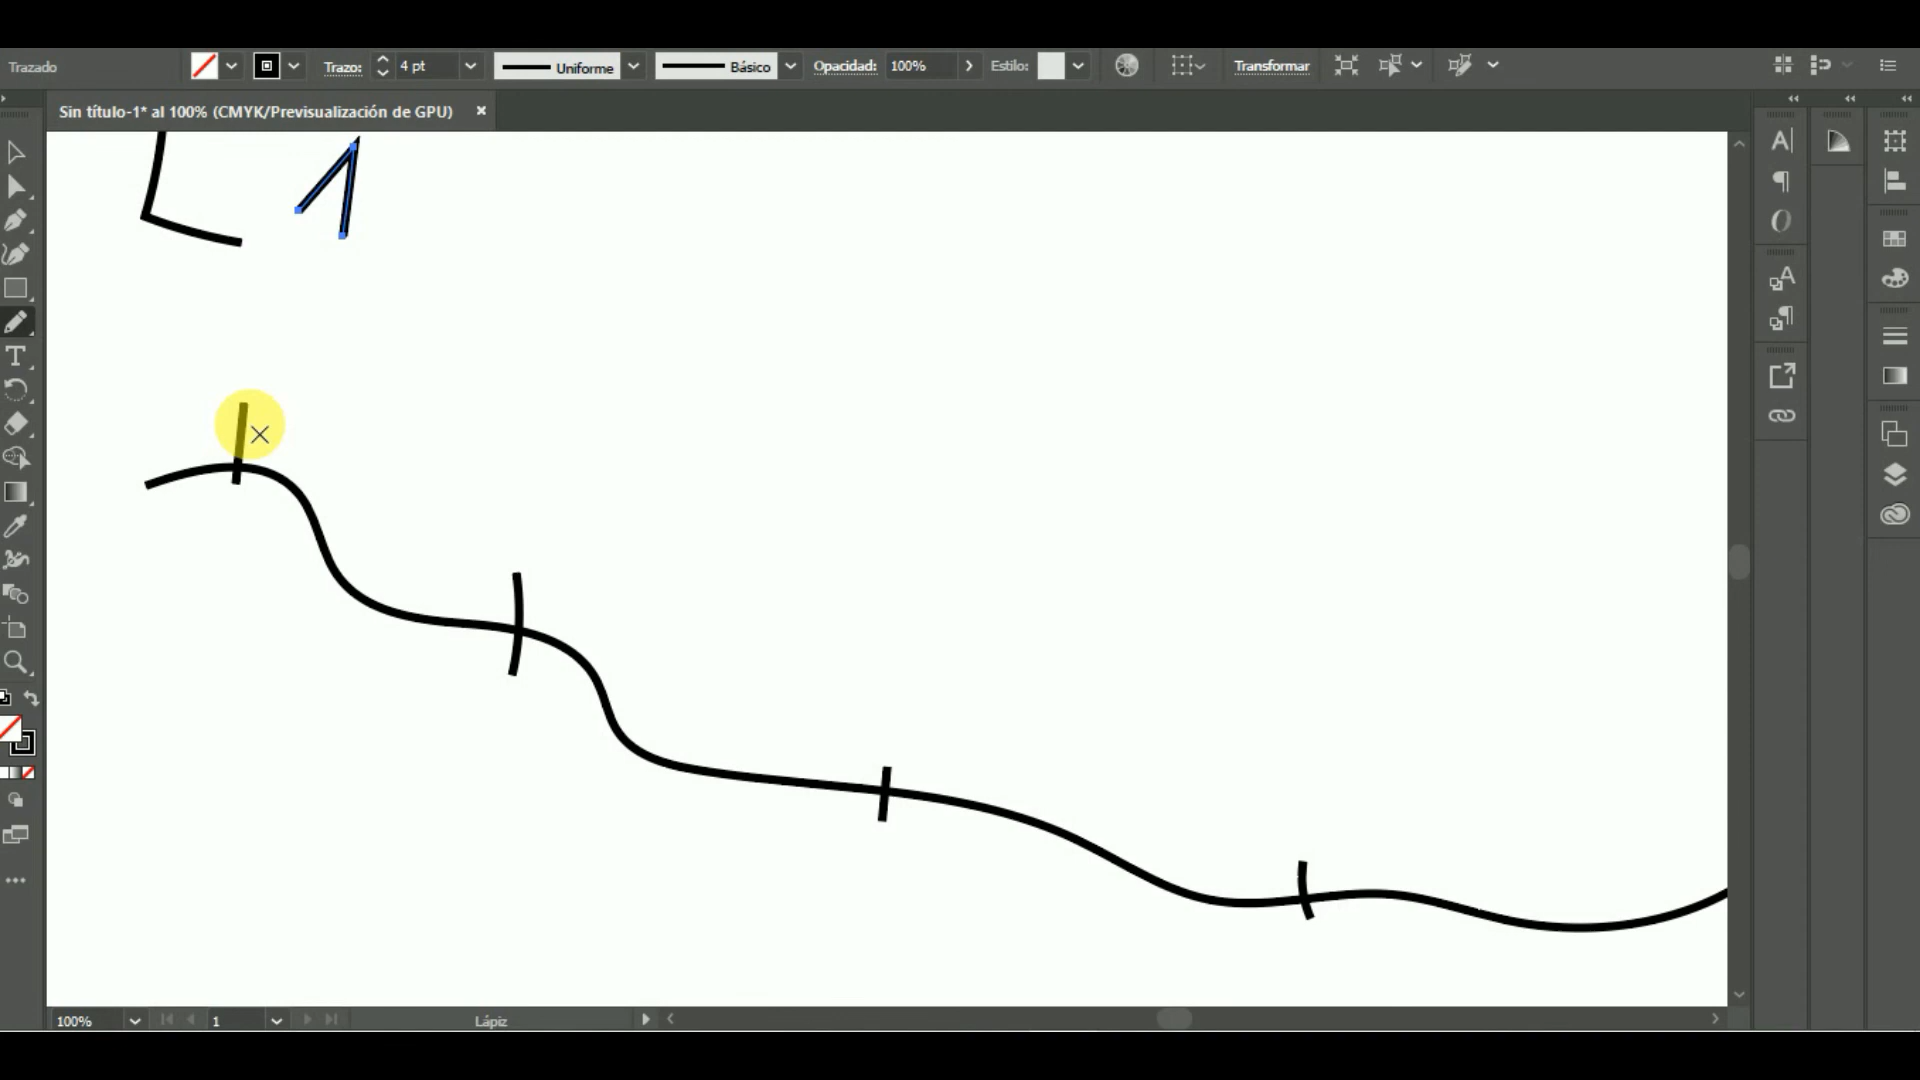 Trazado
Trazo:
4 pt
Uniforme
Básico
Opacidad:
100%
Estilo:
Transformar
Sin título-1* al 100% (CMYK/Previsualización de GPU)
100%
1
Lápiz